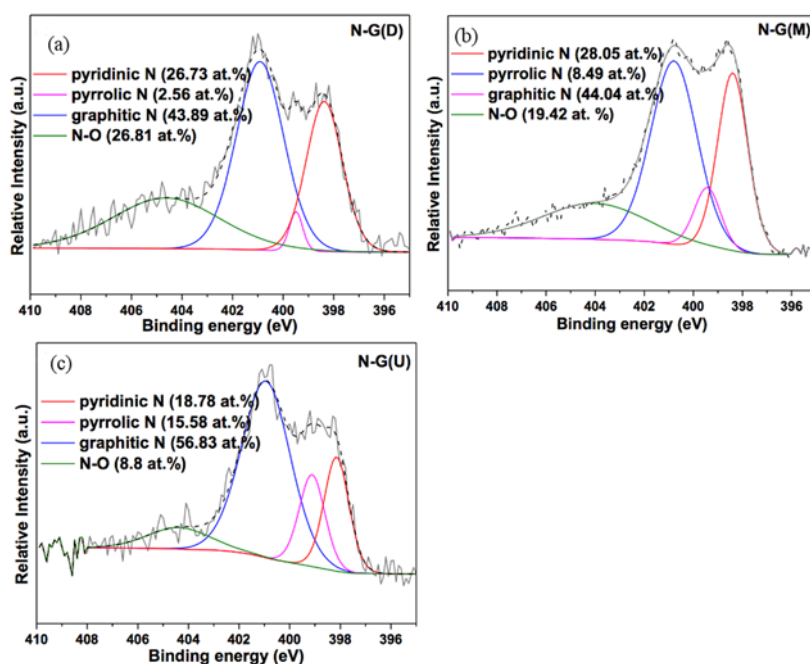 (a)
N-G(D)
pyridinic N (26.73 at.%)
pyrrolic N (2.56 at.%)
graphitic N (43.89 at.%)
N-O (26.81 at.%)
Relative Intensity (a.u.)
410 408 406 404 402 400 398 396
Binding energy (eV)
(b)
N-G(M)
pyridinic N (28.05 at.%)
pyrrolic N (8.49 at.%)
graphitic N (44.04 at.%)
N-O (19.42 at. %)
Relative Intensity (a.u.)
410 408 406 404 402 400 398 396
Binding energy (eV)
(c)
N-G(U)
pyridinic N (18.78 at.%)
pyrrolic N (15.58 at.%)
graphitic N (56.83 at.%)
N-O (8.8 at.%)
Relative Intensity (a.u.)
410 408 406 404 402 400 398 396
Binding energy (eV)